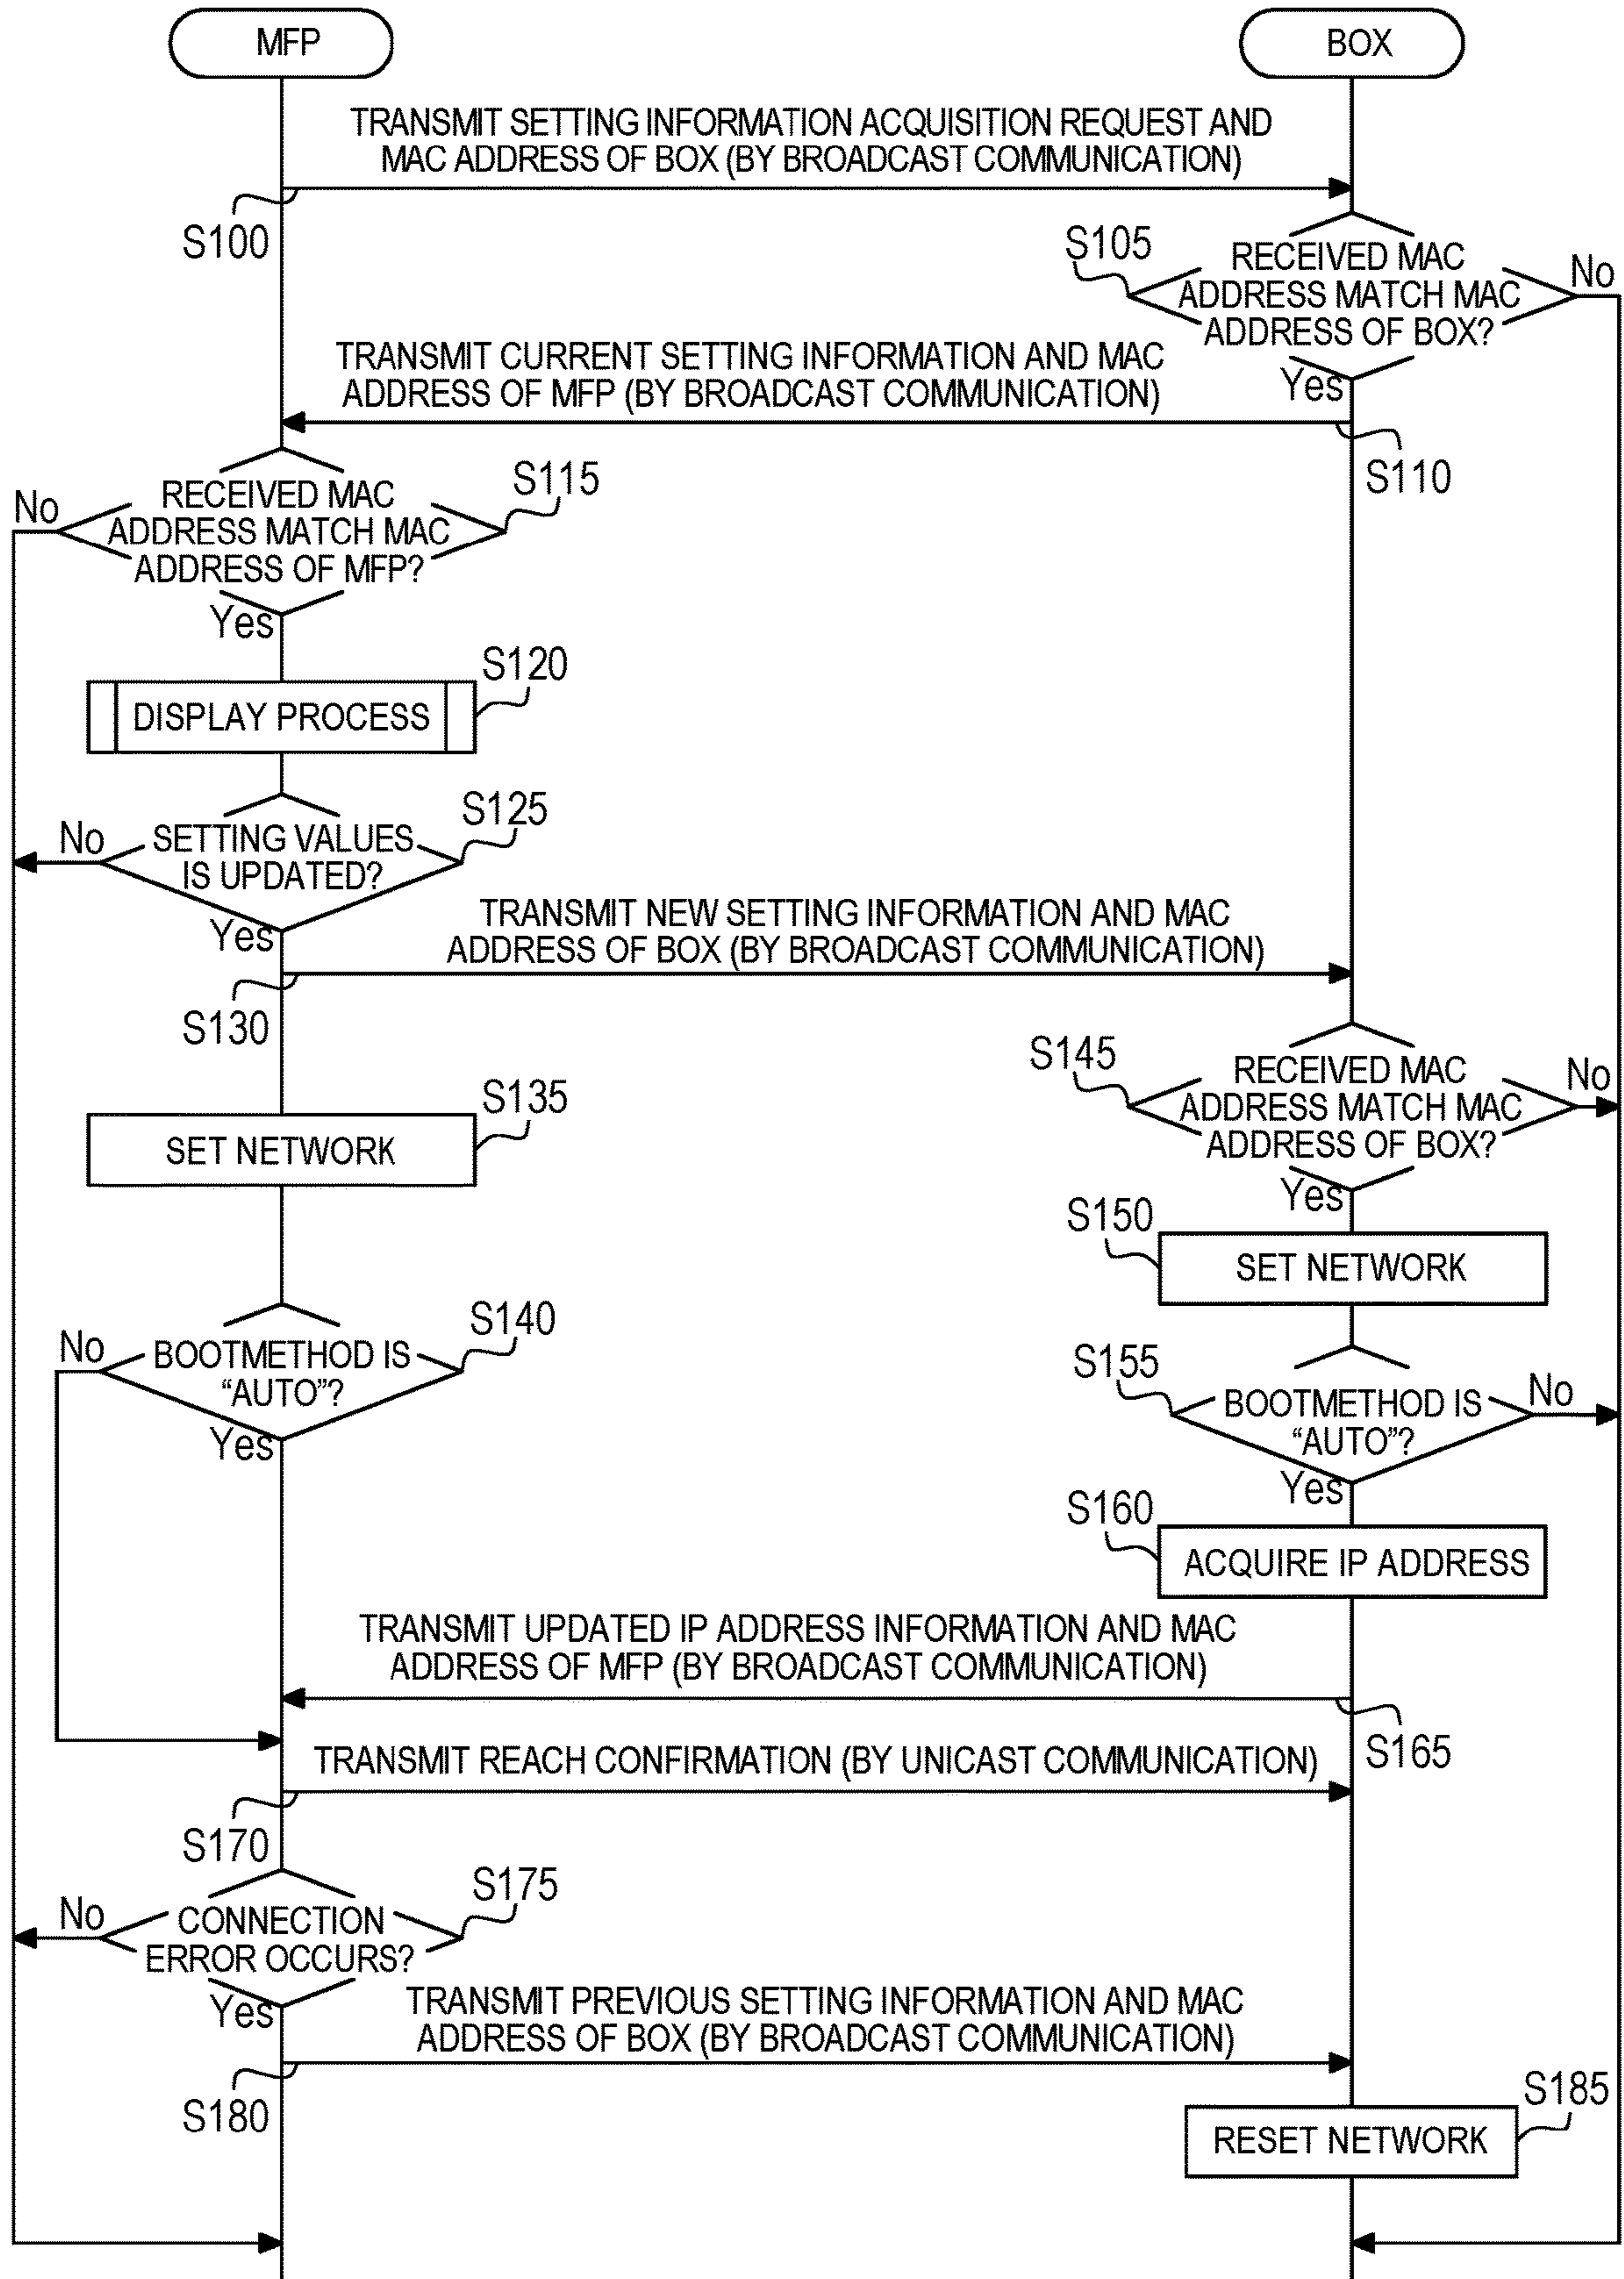 MFP
BOX
TRANSMIT SETTING INFORMATION ACQUISITION REQUEST AND
MAC ADDRESS OF BOX (BY BROADCAST COMMUNICATION)
S100
S105
RECEIVED MAC
ADDRESS MATCH MAC
ADDRESS OF BOX?
No
Yes
TRANSMIT CURRENT SETTING INFORMATION AND MAC
ADDRESS OF MFP (BY BROADCAST COMMUNICATION)
S110
S115
RECEIVED MAC
ADDRESS MATCH MAC
ADDRESS OF MFP?
No
Yes
S120
DISPLAY PROCESS
S125
SETTING VALUES
IS UPDATED?
No
Yes
TRANSMIT NEW SETTING INFORMATION AND MAC
ADDRESS OF BOX (BY BROADCAST COMMUNICATION)
S130
S135
SET NETWORK
S145
RECEIVED MAC
ADDRESS MATCH MAC
ADDRESS OF BOX?
No
Yes
S150
SET NETWORK
S140
BOOTMETHOD IS
“AUTO”?
No
Yes
S155
BOOTMETHOD IS
“AUTO”?
No
Yes
S160
ACQUIRE IP ADDRESS
TRANSMIT UPDATED IP ADDRESS INFORMATION AND MAC
ADDRESS OF MFP (BY BROADCAST COMMUNICATION)
S165
TRANSMIT REACH CONFIRMATION (BY UNICAST COMMUNICATION)
S170
S175
CONNECTION
ERROR OCCURS?
No
Yes
TRANSMIT PREVIOUS SETTING INFORMATION AND MAC
ADDRESS OF BOX (BY BROADCAST COMMUNICATION)
S180
S185
RESET NETWORK